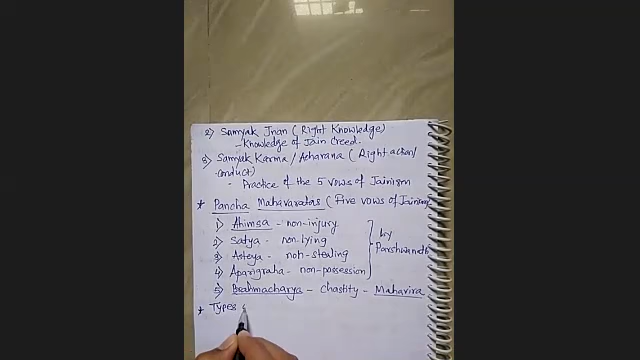 2) Samyak Jnan ( Right Knowledge)
- Knowledge of Jain Creed.
3) Samyak Karma / Acharana ( Right action/
conduct)
- Practice of the 5 vows of Jainism
* Pancha Mahavaratas ( Five vows of Jainism
1) Ahimsa - non-injury
2) Satya - non-lying
3) Asteya - non-stealing
4) Aparigraha - non-possession
by
Parshwanath
5) Brahmacharya - chastity - Mahavira
* Types